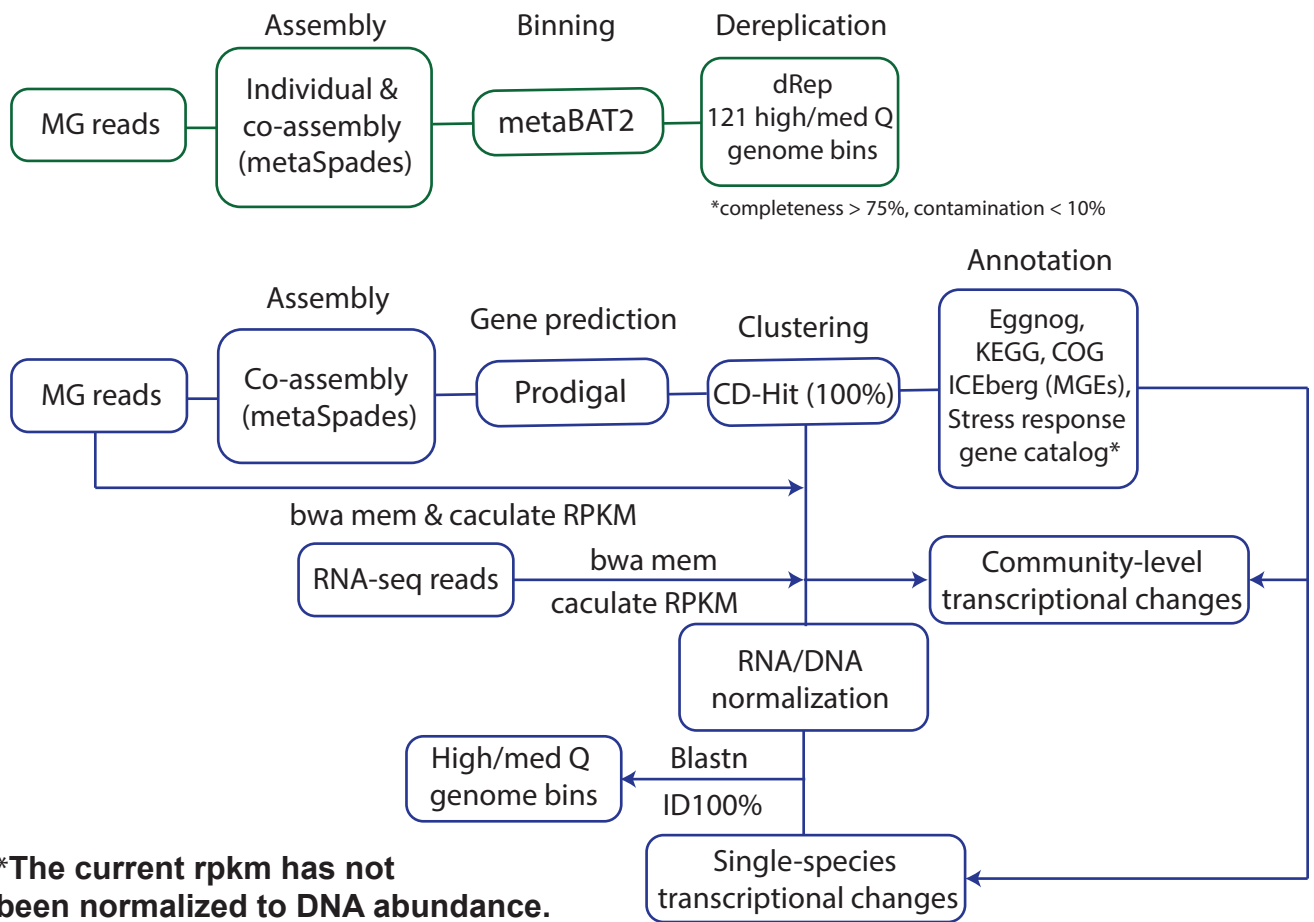 Assembly
Binning
Dereplication
MG reads
Individual &
co-assembly
(metaSpades)
metaBAT2
dRep
121 high/med Q
genome bins
*completeness > 75%, contamination < 10%
Assembly
Gene prediction
Clustering
Annotation
MG reads
Co-assembly
(metaSpades)
Prodigal
CD-Hit (100%)
Eggnog,
KEGG, COG
ICEberg (MGEs),
Stress response
gene catalog*
bwa mem & caculate RPKM
RNA-seq reads
bwa mem
caculate RPKM
Community-level
transcriptional changes
RNA/DNA
normalization
High/med Q
genome bins
Blastn
ID100%
Single-species
transcriptional changes
*The current rpkm has not
been normalized to DNA abundance.